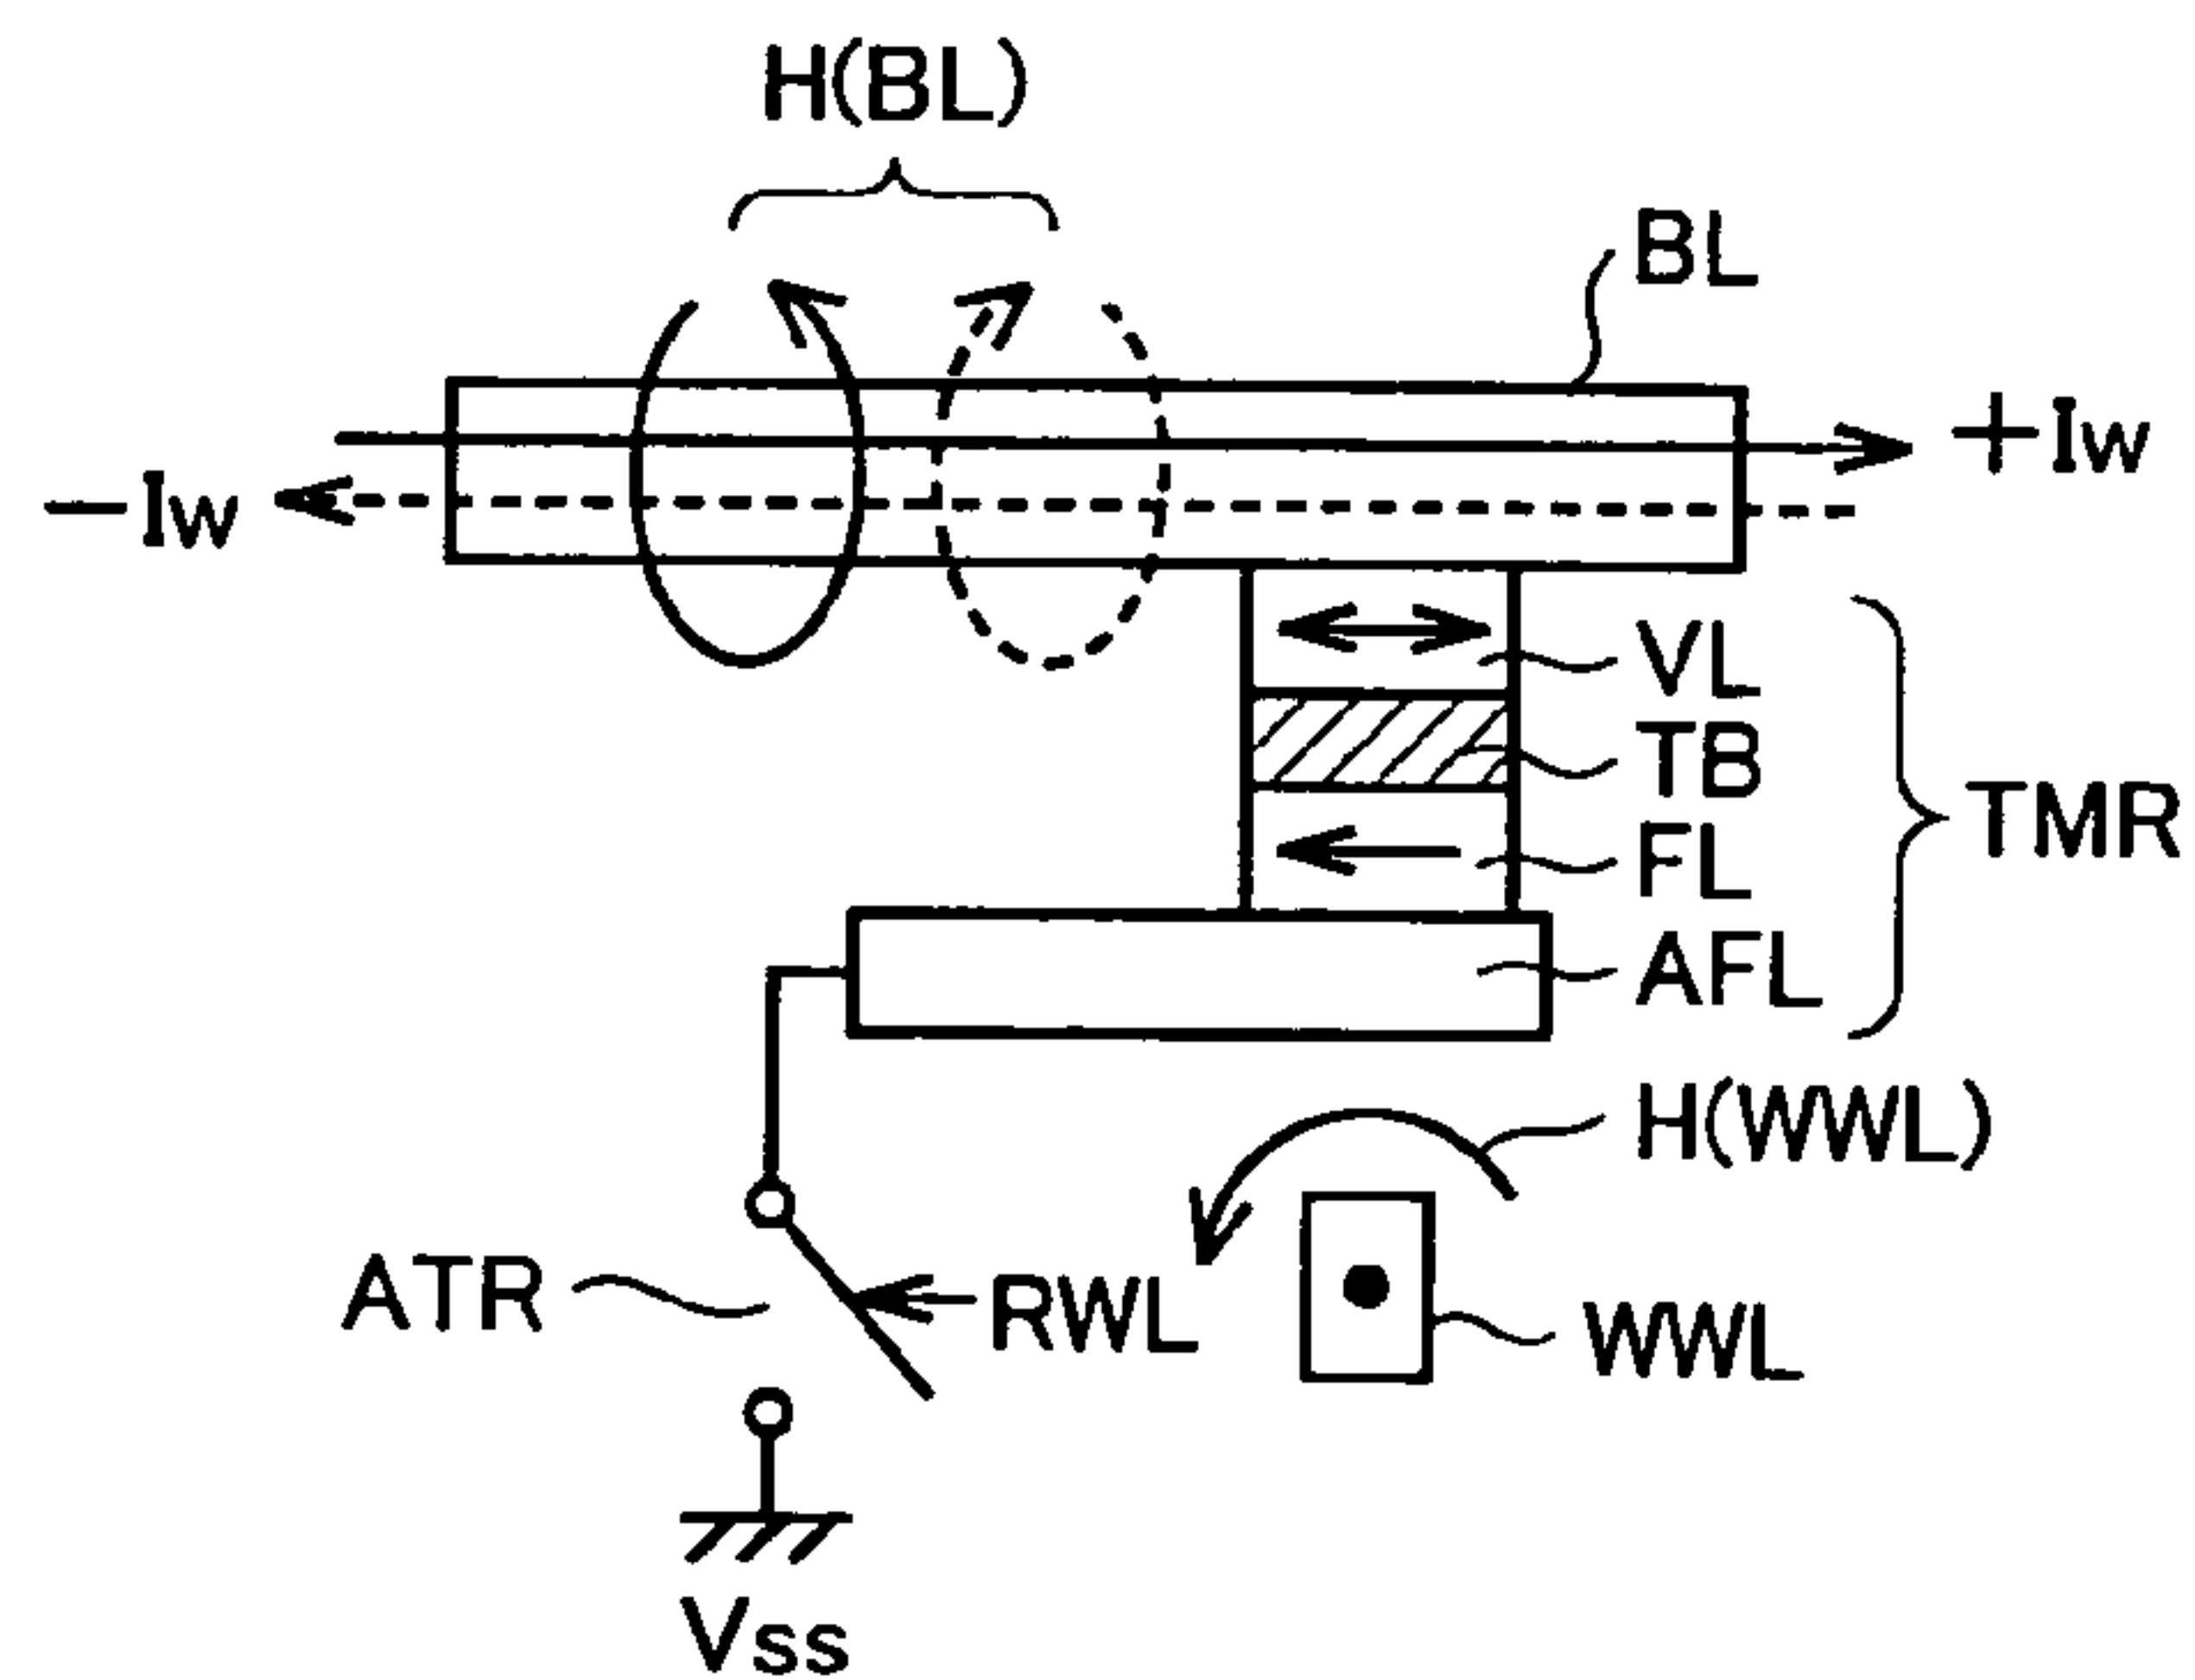 H(BL)
BL
+Iw
−Iw
VL
TB
TMR
FL
AFL
H(WWL)
ATR
RWL
WWL
Vss